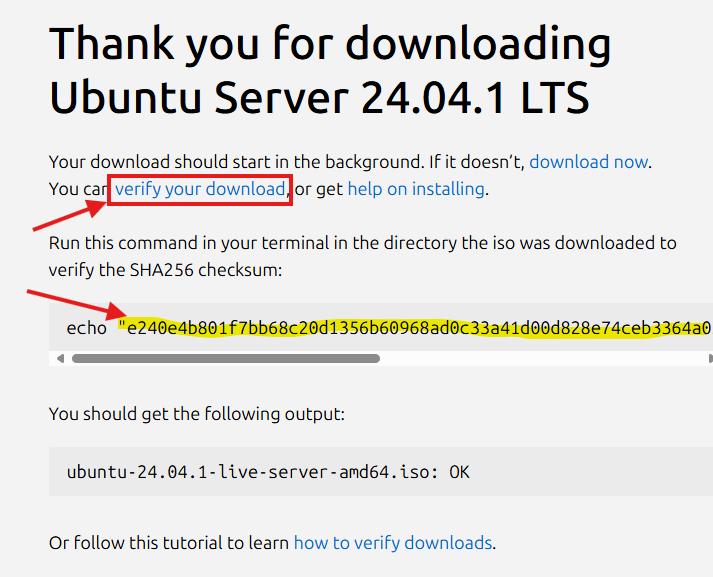 Thank you for downloading
Ubuntu Server 24.04.1 LTS
Your download should start in the background. If it doesn't, download now.
You can verify your download, or get help on installing.
Run this command in your terminal in the directory the iso was downloaded to
verify the SHA256 checksum:
echo "e240e4b801f7bb68c20d1356b60968ad0c33a41d00d828e74ceb3364a0
You should get the following output:
ubuntu-24.04.1-live-server-amd64.iso: OK
Or follow this tutorial to learn how to verify downloads.